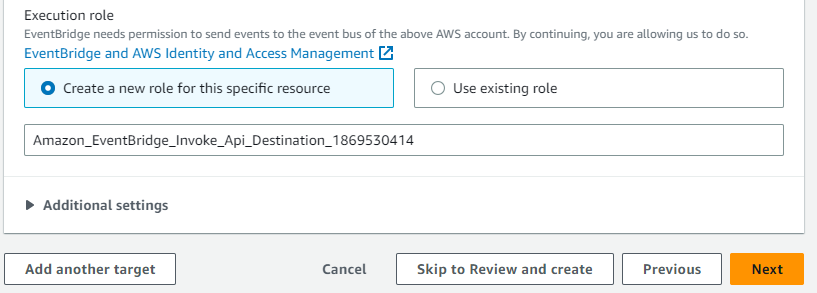 Execution role
EventBridge needs permission to send events to the event bus of the above AWS account. By continuing, you are allowing us to do so.
EventBridge and AWS Identity and Access Management
Create a new role for this specific resource
Use existing role
Amazon_EventBridge_Invoke_Api_Destination_1869530414
Additional settings
Add another target
Cancel
Skip to Review and create
Previous
Next